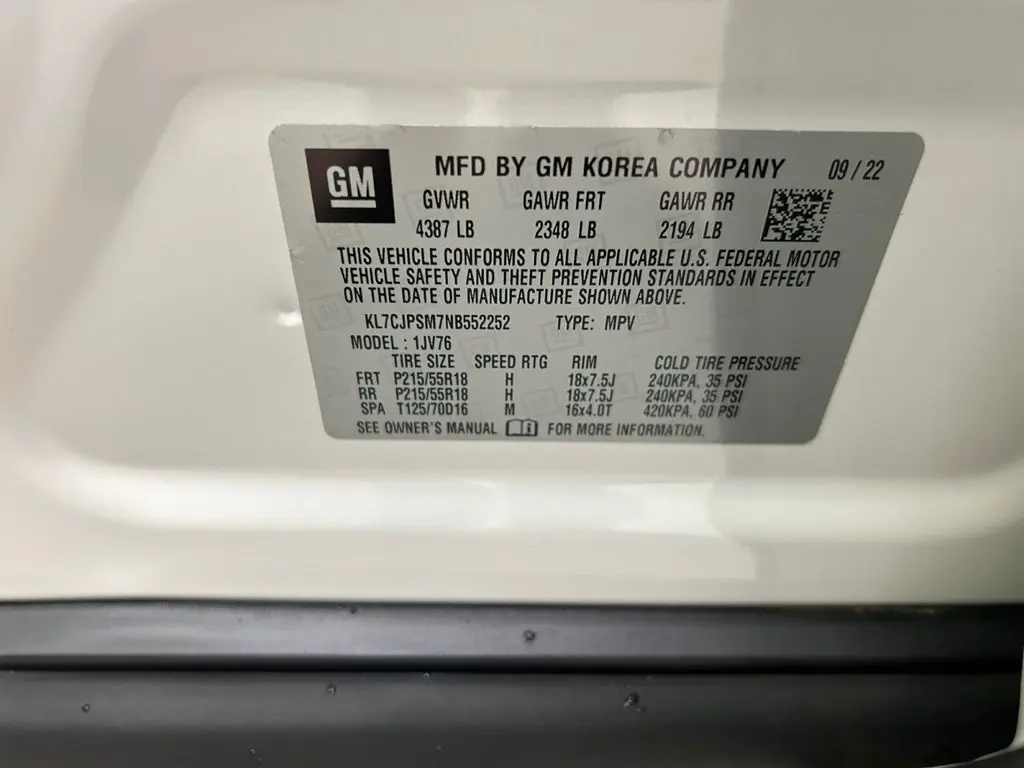 GM
MFD BY GM KOREA COMPANY 09/22
GVWR GAWR FRT GAWR RR
4387 LB 2348 LB 2194 LB
THIS VEHICLE CONFORMS TO ALL APPLICABLE U.S. FEDERAL MOTOR
VEHICLE SAFETY AND THEFT PREVENTION STANDARDS IN EFFECT
ON THE DATE OF MANUFACTURE SHOWN ABOVE.
KL7CJPSM7NB552252 TYPE: MPV
MODEL : 1JV76
TIRE SIZE SPEED RTG RIM COLD TIRE PRESSURE
FRT P215/55R18 H 18x7.5J 240KPA, 35 PSI
RR P215/55R18 H 18x7.5J 240KPA, 35 PSI
SPA T125/70D16 M 16x4.0T 420KPA, 60 PSI
SEE OWNER'S MANUAL FOR MORE INFORMATION.